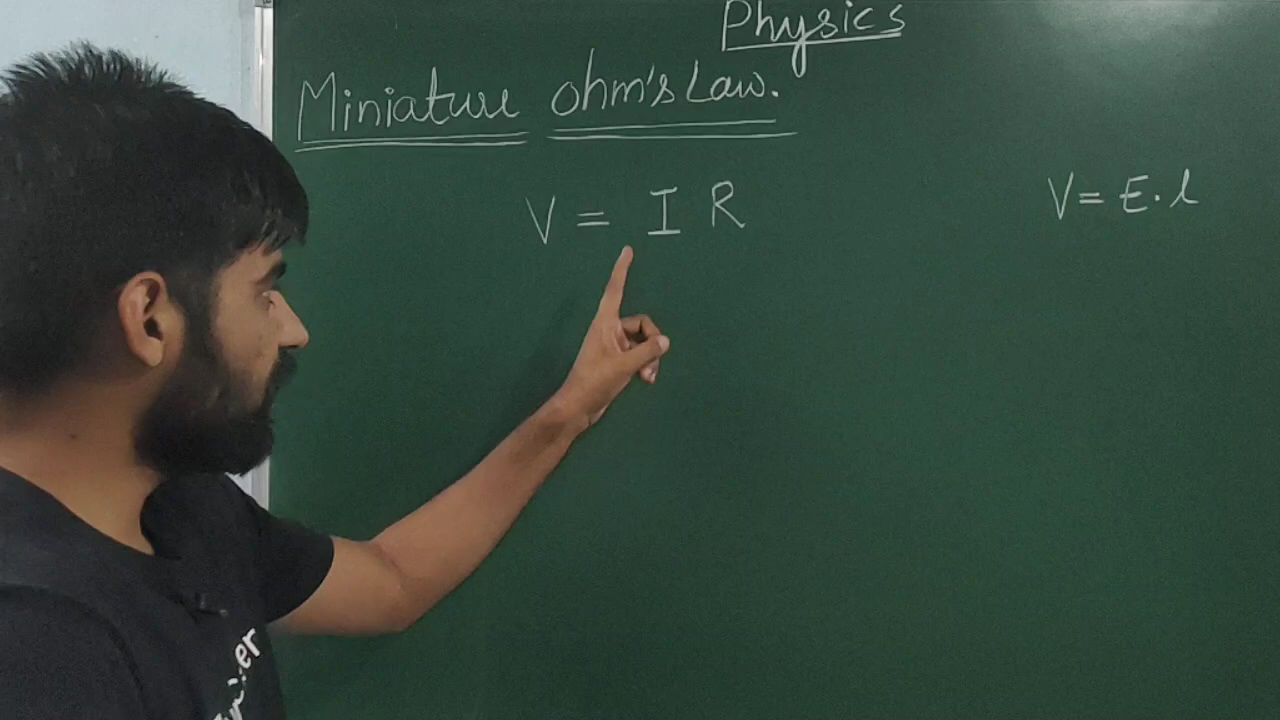 Physics
Miniature ohm's Law.
V = I R
V = E. l